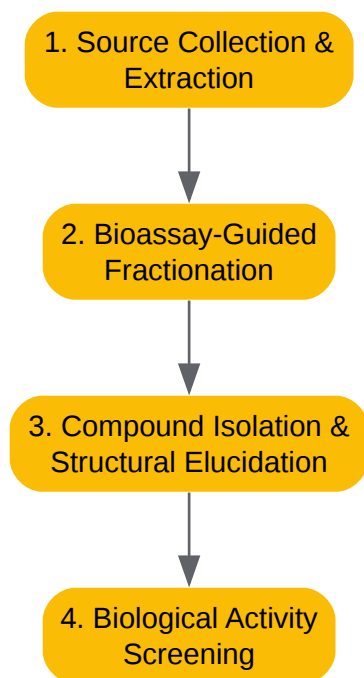 1. Source Collection &
Extraction
2. Bioassay-Guided
Fractionation
3. Compound Isolation &
Structural Elucidation
4. Biological Activity
Screening